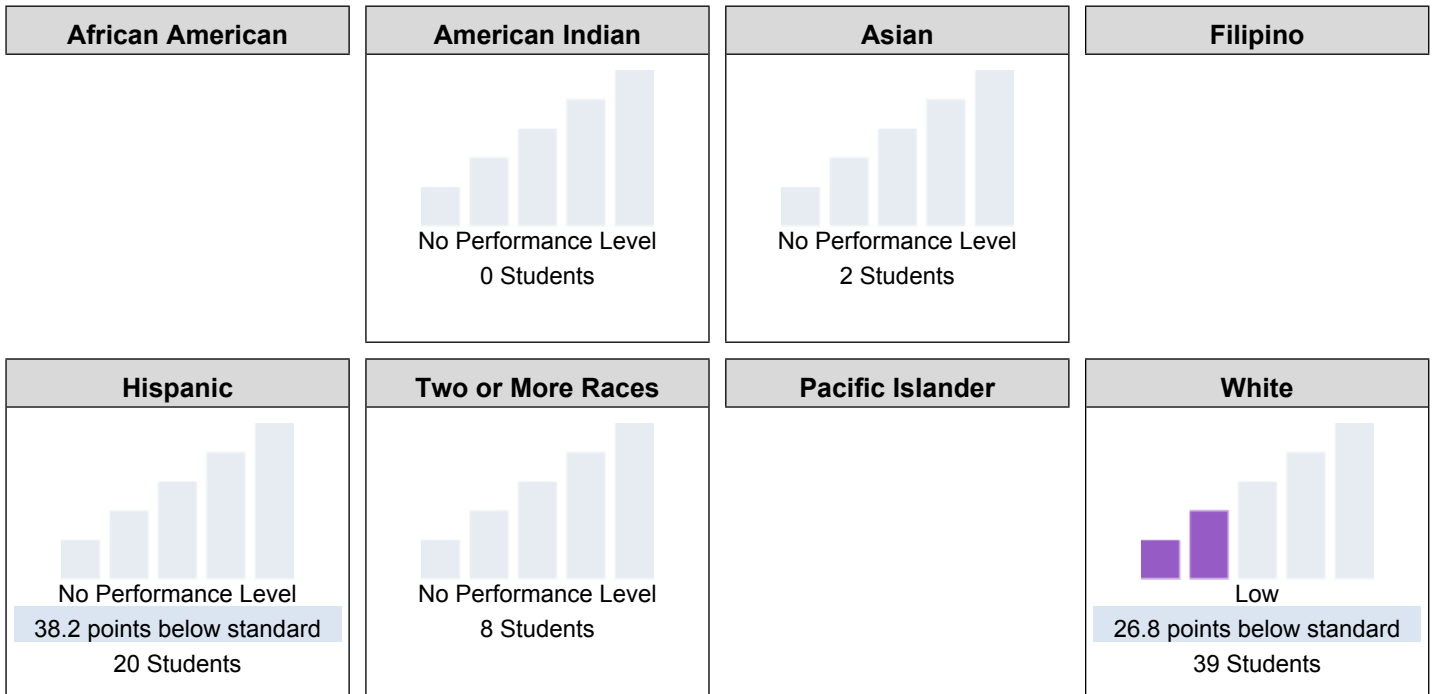 African American
American Indian
Asian
Filipino
No Performance Level
0 Students
No Performance Level
2 Students
Hispanic
Two or More Races
Pacific Islander
White
No Performance Level
38.2 points below standard
20 Students
No Performance Level
8 Students
Low
26.8 points below standard
39 Students